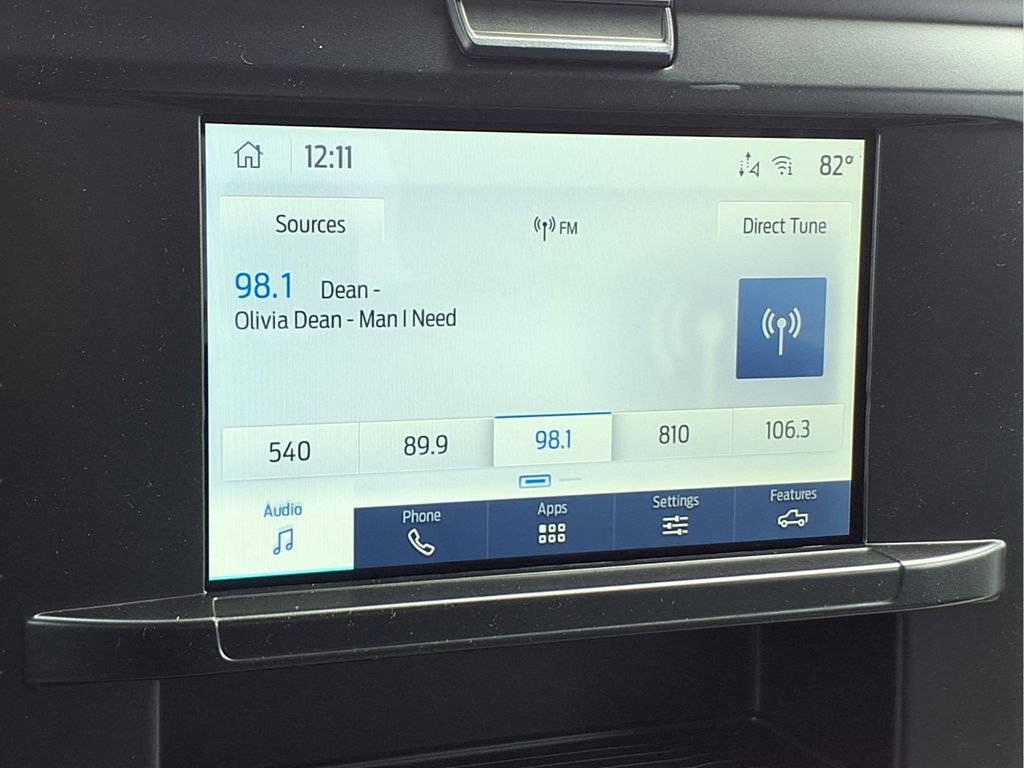 12:11
82°
Sources
FM
Direct Tune
98.1 Dean -
Olivia Dean - Man I Need
540
89.9
98.1
810
106.3
Audio
Phone
Apps
Settings
Features